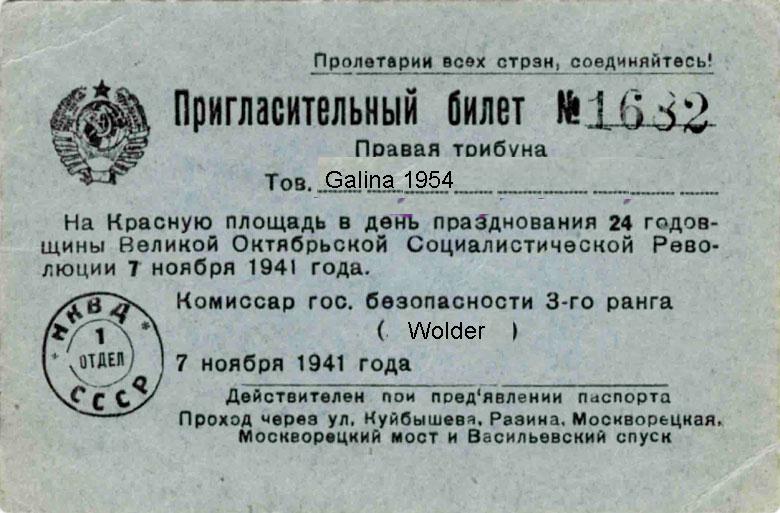 Пролетарии всех стран, соединяйтесь!
Пригласительный билет № 1632
Правая трибуна
Тов. Galina 1954
На Красную площадь в день празднования 24 годов-
щины Великой Октябрьской Социалистической Рево-
люции 7 ноября 1941 года.
Комиссар гос. безопасности 3-го ранга
( Wolder )
НКВД
1
ОТДЕЛ
СССР
7 ноября 1941 года
Действителен при пред'явлении паспорта
Проход через ул. Куйбышева, Разина, Москворецкая,
Москворецкий мост и Васильевский спуск